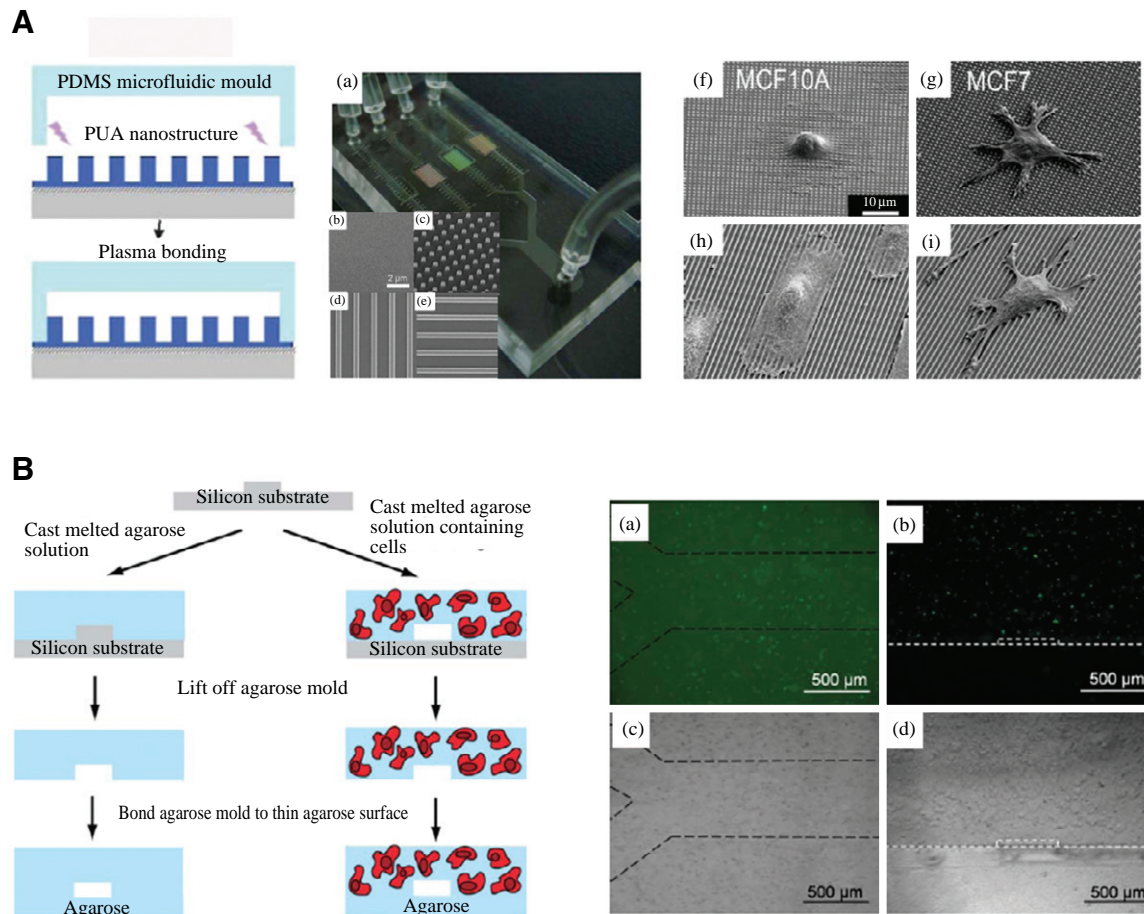 A
PDMS microfluidic mould
PUA nanostructure
Plasma bonding
(a)
(b)
(c)
2 μm
(d)
(e)
(f)
MCF10A
10 μm
(g)
MCF7
(h)
(i)
B
Silicon substrate
Cast melted agarose
solution
Cast melted agarose
solution containing
cells
Silicon substrate
Silicon substrate
Lift off agarose mold
Bond agarose mold to thin agarose surface
Agarose
Agarose
(a)
500 μm
(b)
500 μm
(c)
500 μm
(d)
500 μm